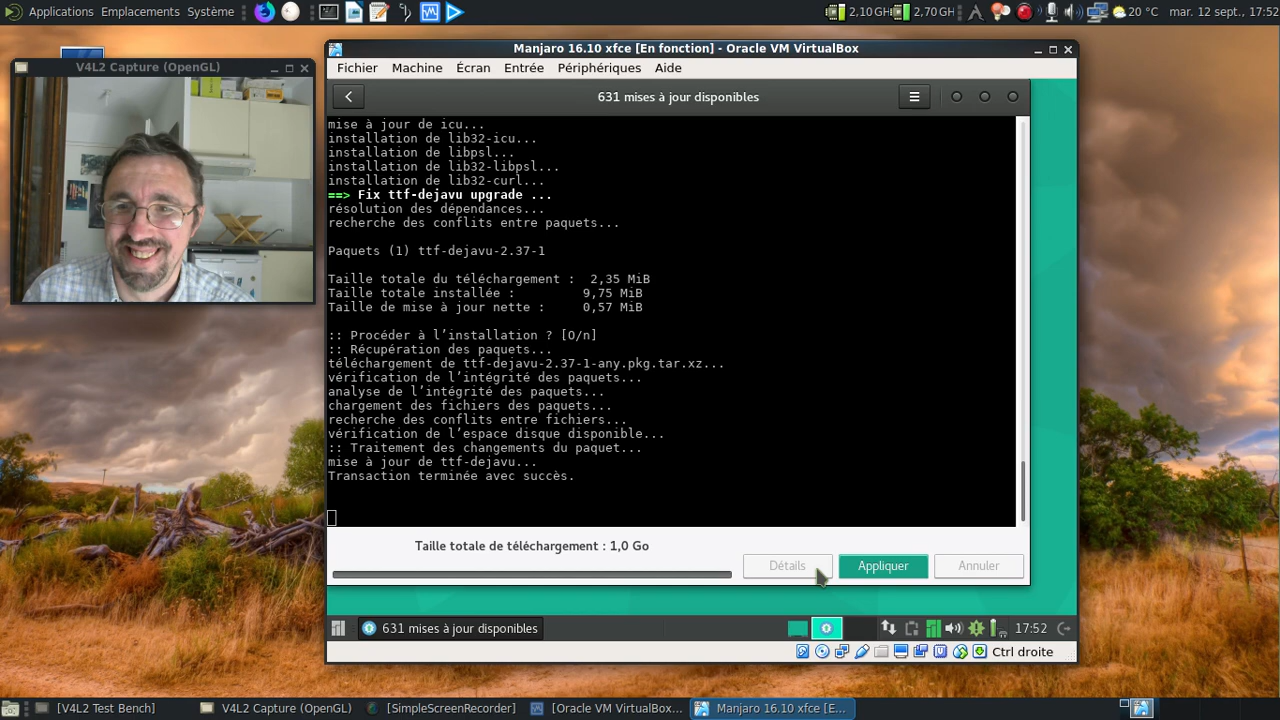 Applications Emplacements Système
2,10 GH 2,70 GH 20 °C mar. 12 sept., 17:52
V4L2 Capture (OpenGL)
Manjaro 16.10 xfce [En fonction] - Oracle VM VirtualBox
Fichier Machine Écran Entrée Périphériques Aide
631 mises à jour disponibles
mise à jour de icu...
installation de lib32-icu...
installation de libpsl...
installation de lib32-libpsl...
installation de lib32-curl...
==> Fix ttf-dejavu upgrade ...
résolution des dépendances...
recherche des conflits entre paquets...
Paquets (1) ttf-dejavu-2.37-1
Taille totale du téléchargement : 2,35 MiB
Taille totale installée : 9,75 MiB
Taille de mise à jour nette : 0,57 MiB
:: Procéder à l’installation ? [O/n]
:: Récupération des paquets...
téléchargement de ttf-dejavu-2.37-1-any.pkg.tar.xz...
vérification de l’intégrité des paquets...
analyse de l’intégrité des paquets...
chargement des fichiers des paquets...
recherche des conflits entre fichiers...
vérification de l’espace disque disponible...
:: Traitement des changements du paquet...
mise à jour de ttf-dejavu...
Transaction terminée avec succès.
Taille totale de téléchargement : 1,0 Go
Détails Appliquer Annuler
631 mises à jour disponibles 17:52
Ctrl droite
[V4L2 Test Bench] V4L2 Capture (OpenGL) [SimpleScreenRecorder] [Oracle VM VirtualBox... Manjaro 16.10 xfce [E...